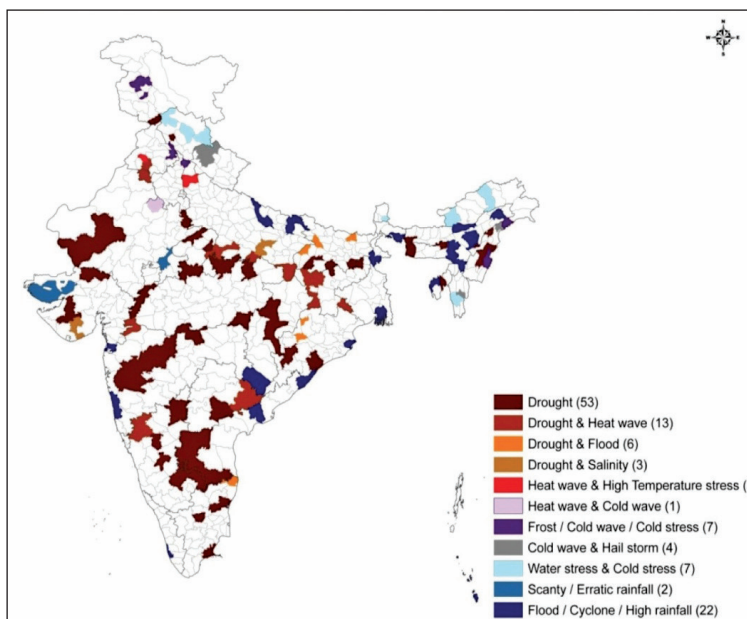 N
W E
S
Drought (53)
Drought & Heat wave (13)
Drought & Flood (6)
Drought & Salinity (3)
Heat wave & High Temperature stress (
Heat wave & Cold wave (1)
Frost / Cold wave / Cold stress (7)
Cold wave & Hail storm (4)
Water stress & Cold stress (7)
Scanty / Erratic rainfall (2)
Flood / Cyclone / High rainfall (22)